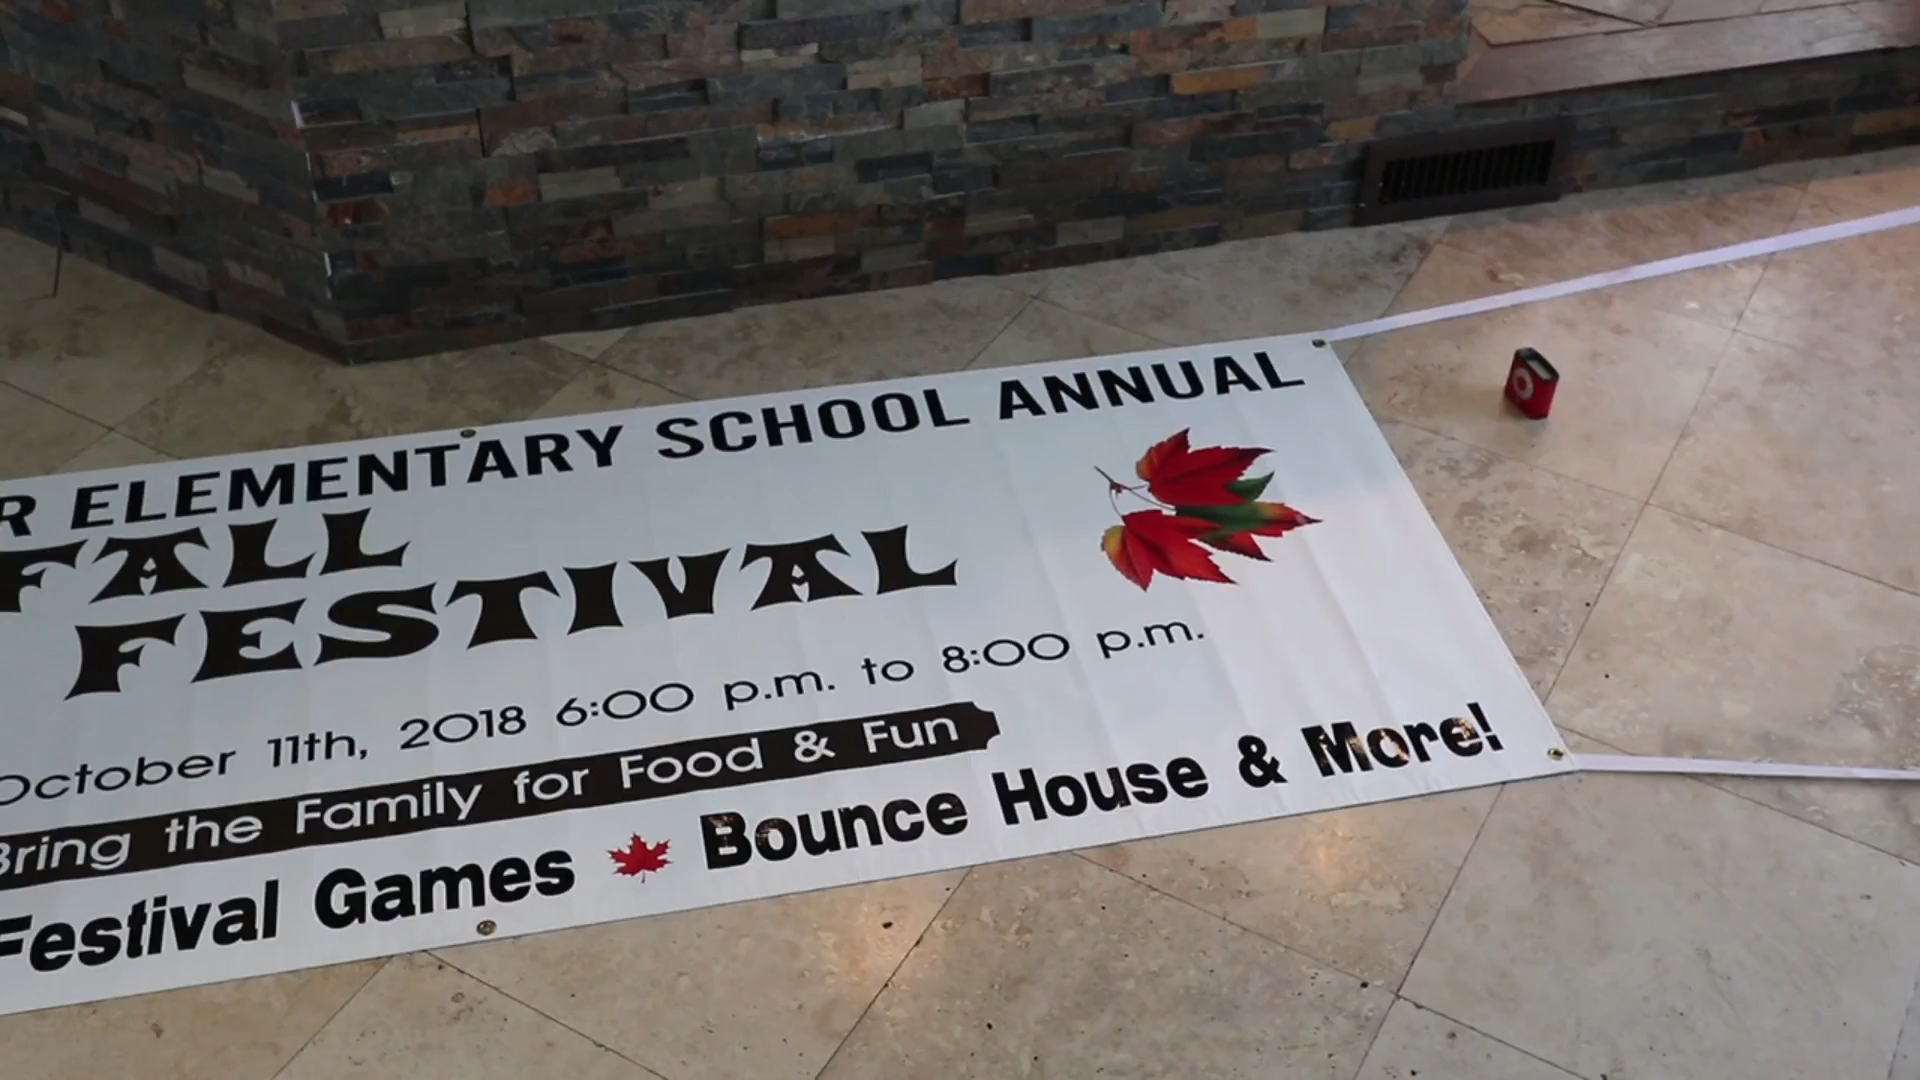 R ELEMENTARY SCHOOL ANNUAL
FALL
FESTIVAL
October 11th, 2018 6:00 p.m. to 8:00 p.m.
Bring the Family for Food & Fun
Festival Games Bounce House & More!